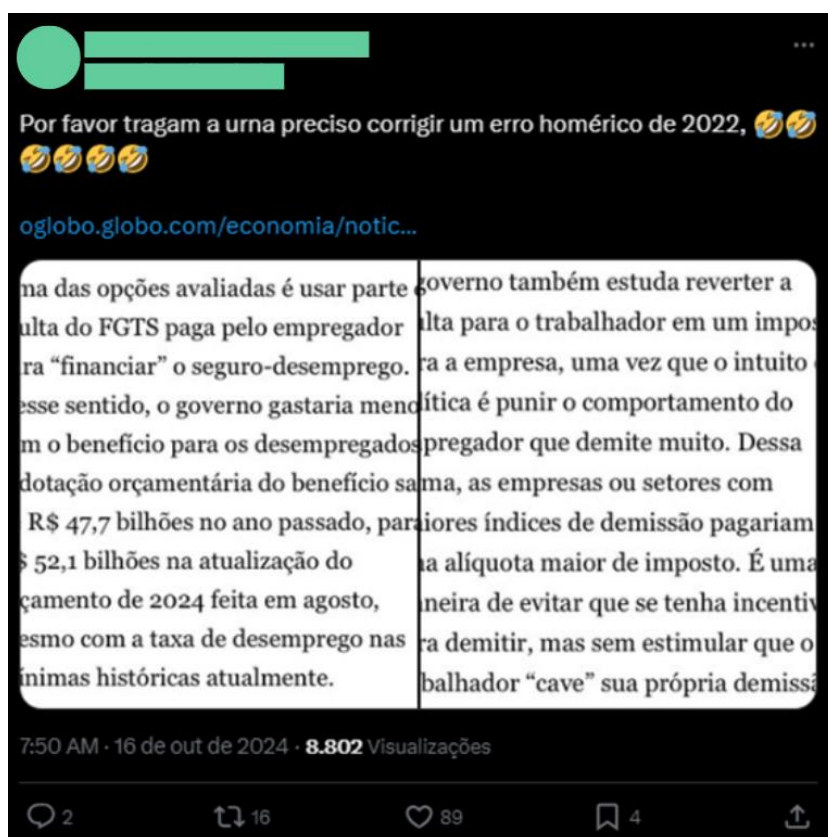 Por favor tragam a urna preciso corrigir um erro homérico de 2022, 🤣🤣
🤣🤣🤣🤣
oglobo.globo.com/economia/notic...
ma das opções avaliadas é usar parte
ulta do FGTS paga pelo empregador
ra “financiar” o seguro-desemprego.
esse sentido, o governo gastaria meno
m o benefício para os desempregados
dotação orçamentária do benefício sa
R$ 47,7 bilhões no ano passado, para
$ 52,1 bilhões na atualização do
çamento de 2024 feita em agosto,
esmo com a taxa de desemprego nas
ínimas históricas atualmente.
governo também estuda reverter a
ulta para o trabalhador em um impos
ra a empresa, uma vez que o intuito
lítica é punir o comportamento do
pregador que demite muito. Dessa
ma, as empresas ou setores com
aiores índices de demissão pagariam
a alíquota maior de imposto. É uma
neira de evitar que se tenha incentiv
ra demitir, mas sem estimular que o
balhador “cave” sua própria demissã
7:50 AM · 16 de out de 2024 · 8.802 Visualizações
2 16 89 4